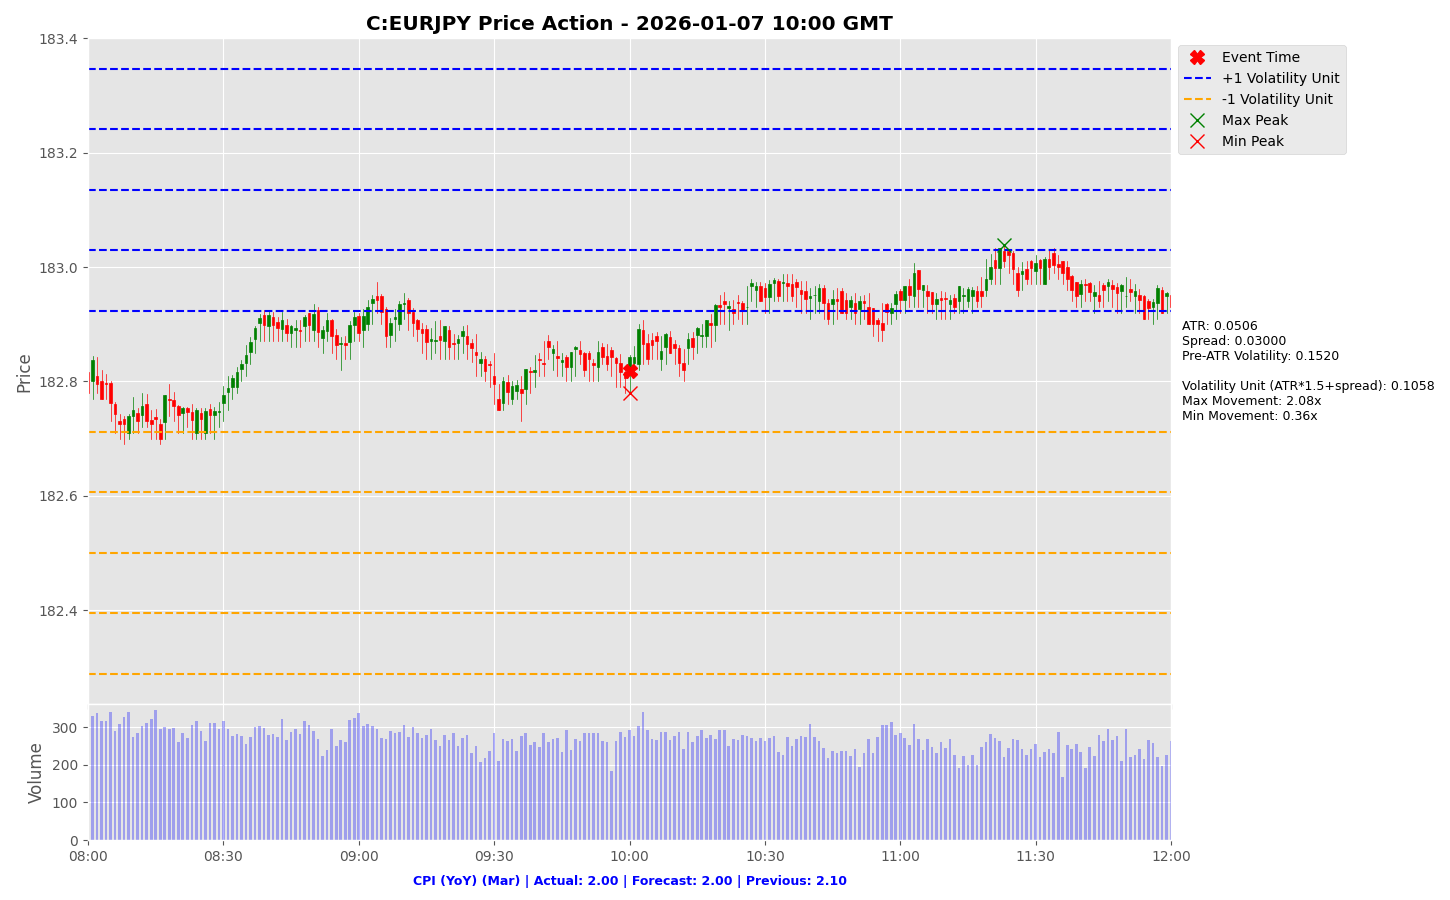 C:EURJPY Price Action - 2026-01-07 10:00 GMT
183.4
183.2
183.0
182.8
182.6
182.4
Price
300
200
100
0
Volume
08:00
08:30
09:00
09:30
10:00
10:30
11:00
11:30
12:00
CPI (YoY) (Mar) | Actual: 2.00 | Forecast: 2.00 | Previous: 2.10
Event Time
+1 Volatility Unit
-1 Volatility Unit
Max Peak
Min Peak
ATR: 0.0506
Spread: 0.03000
Pre-ATR Volatility: 0.1520
Volatility Unit (ATR*1.5+spread): 0.1058
Max Movement: 2.08x
Min Movement: 0.36x